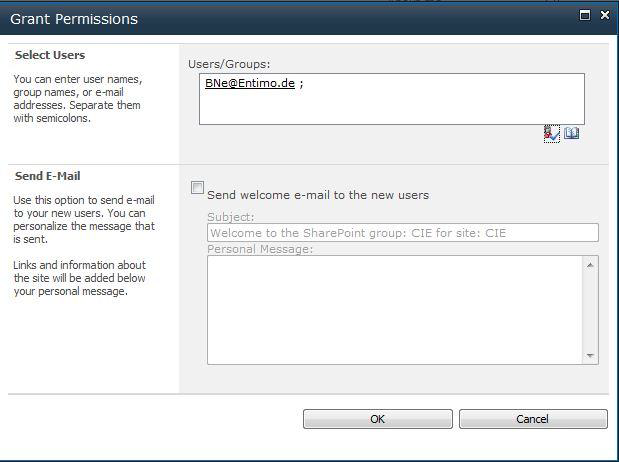 Grant Permissions
Select Users
You can enter user names,
group names, or e-mail
addresses. Separate them
with semicolons.
Users/Groups:
BNe@Entimo.de ;
Send E-Mail
Use this option to send e-mail
to your new users. You can
personalize the message that
is sent.
Links and information about
the site will be added below
your personal message.
Send welcome e-mail to the new users
Subject:
Welcome to the SharePoint group: CIE for site: CIE
Personal Message:
OK
Cancel